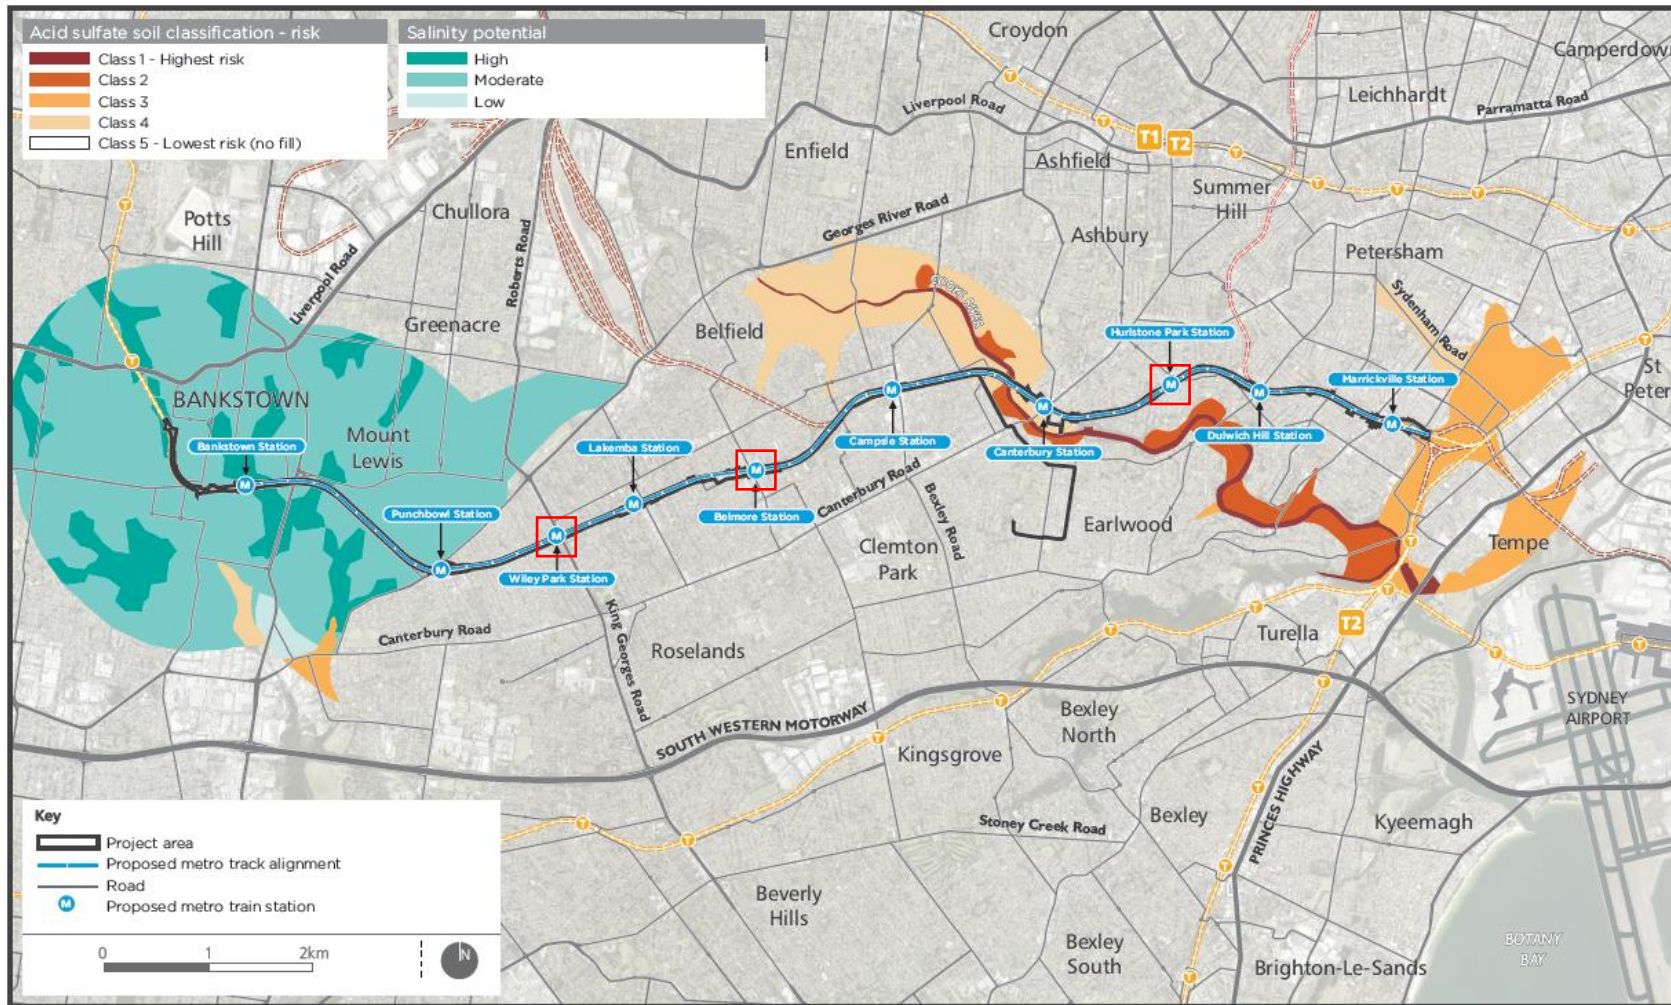 Acid sulfate soil classification - risk
Class 1 - Highest risk
Class 2
Class 3
Class 4
Class 5 - Lowest risk (no fill)
Salinity potential
High
Moderate
Low
Croydon
Camperdow
Leichhardt
Parramatta Road
Liverpool Road
T1
T2
Enfield
Ashfield
Summer
Hill
Potts
Hill
Chullora
Roberts Road
Georges River Road
Ashbury
Petersham
Liverpool Road
Greenacre
Belfield
COOKS RIVER
Sydenham Road
Hurlstone Park Station
St
Peter
BANKSTOWN
Marrickville Station
Mount
Lewis
Bankstown Station
Lakemba Station
Campsie Station
Canterbury Station
Dulwich Hill Station
Punchbowl Station
Belmore Station
Canterbury Road
Bexley Road
Earlwood
Clemton
Park
Tempe
Wiley Park Station
King Georges Road
Canterbury Road
Roselands
T2
Turella
SYDNEY
AIRPORT
SOUTH WESTERN MOTORWAY
Bexley
North
Kingsgrove
PRINCES HIGHWAY
Stoney Creek Road
Bexley
Kyeemagh
Beverly
Hills
Bexley
South
Brighton-Le-Sands
BOTANY
BAY
Key
Project area
Proposed metro track alignment
Road
M Proposed metro train station
0 1 2km
N